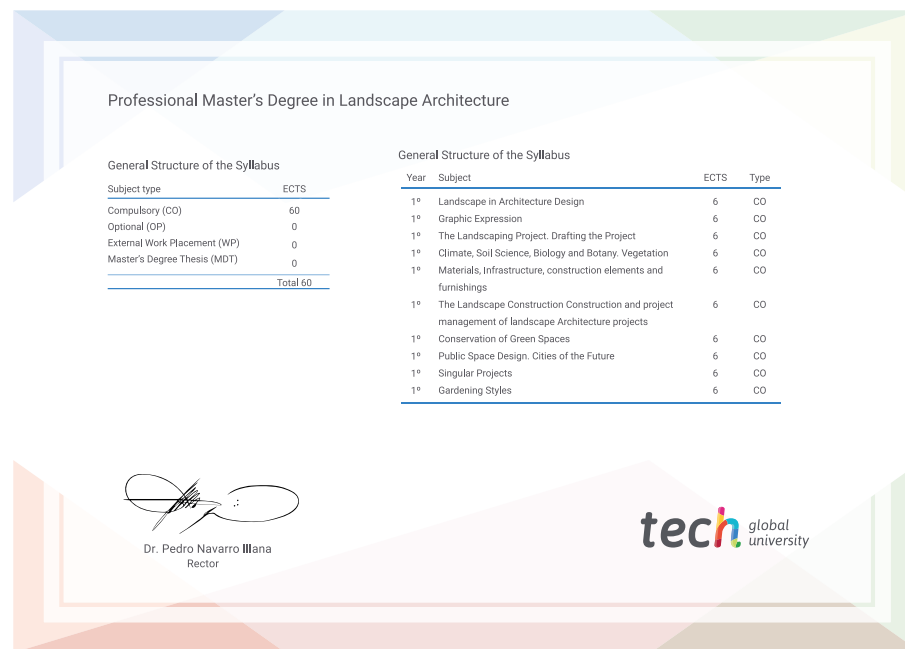 Professional Master's Degree in Landscape Architecture
General Structure of the Syllabus
Subject type ECTS
Compulsory (CO) 60
Optional (OP) 0
External Work Placement (WP) 0
Master's Degree Thesis (MDT) 0
Total 60
General Structure of the Syllabus
Year Subject ECTS Type
1º Landscape in Architecture Design 6 CO
1º Graphic Expression 6 CO
1º The Landscaping Project. Drafting the Project 6 CO
1º Climate, Soil Science, Biology and Botany. Vegetation 6 CO
1º Materials, Infrastructure, construction elements and 6 CO
furnishings
1º The Landscape Construction Construction and project 6 CO
management of landscape Architecture projects
1º Conservation of Green Spaces 6 CO
1º Public Space Design. Cities of the Future 6 CO
1º Singular Projects 6 CO
1º Gardening Styles 6 CO
Dr. Pedro Navarro Illana
Rector
tech global
university